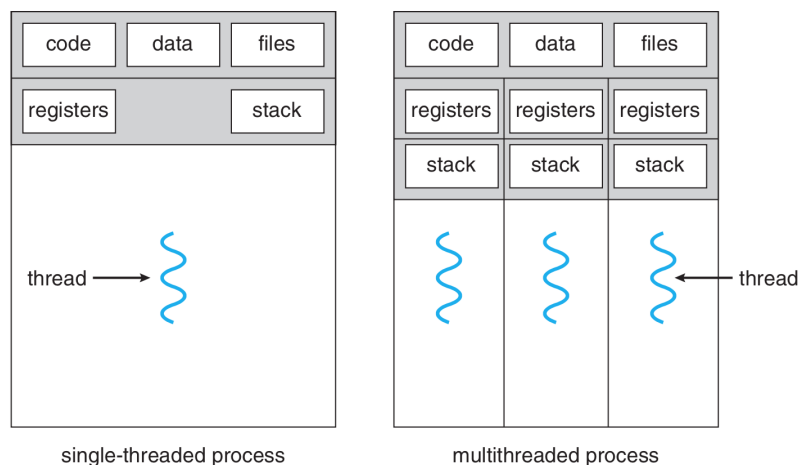 code data files
registers stack
thread
single-threaded process
code data files
registers registers registers
stack stack stack
thread
multithreaded process